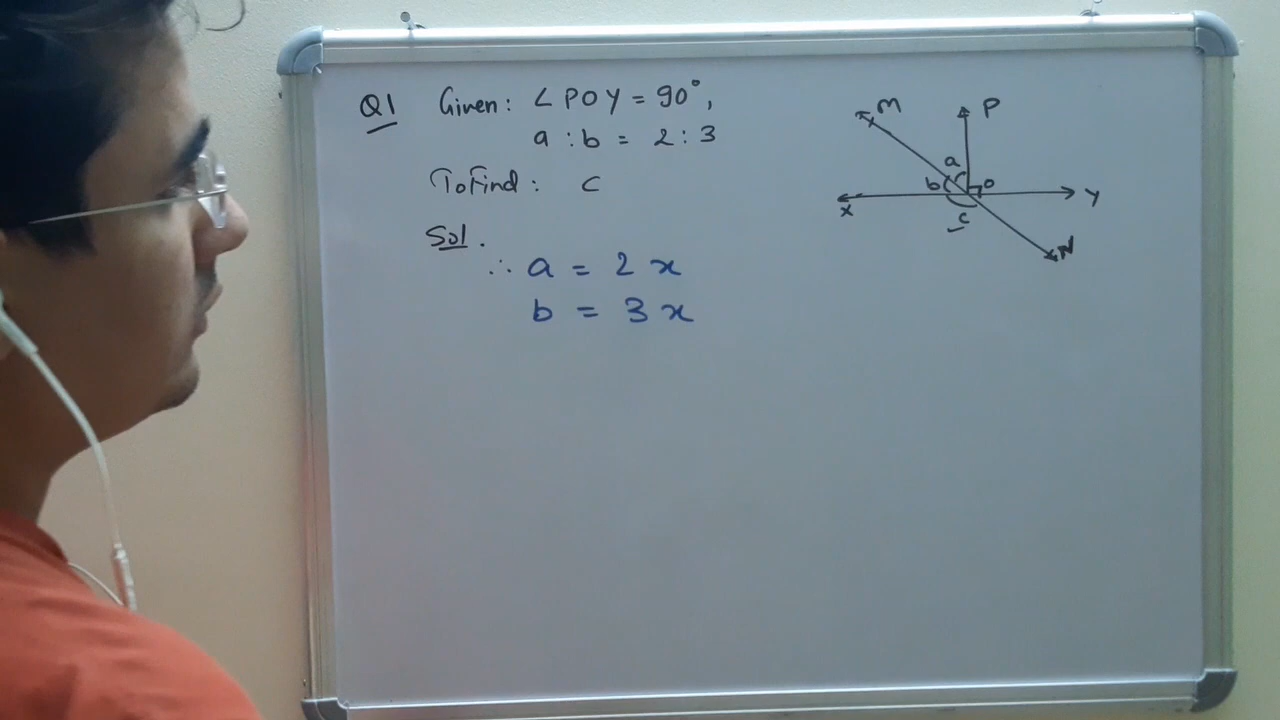 Q1 Given: ∠POY = 90°,
a : b = 2 : 3
To Find: c
Sol.
∴ a = 2x
b = 3x
M
P
a
b
O
X
Y
c
N